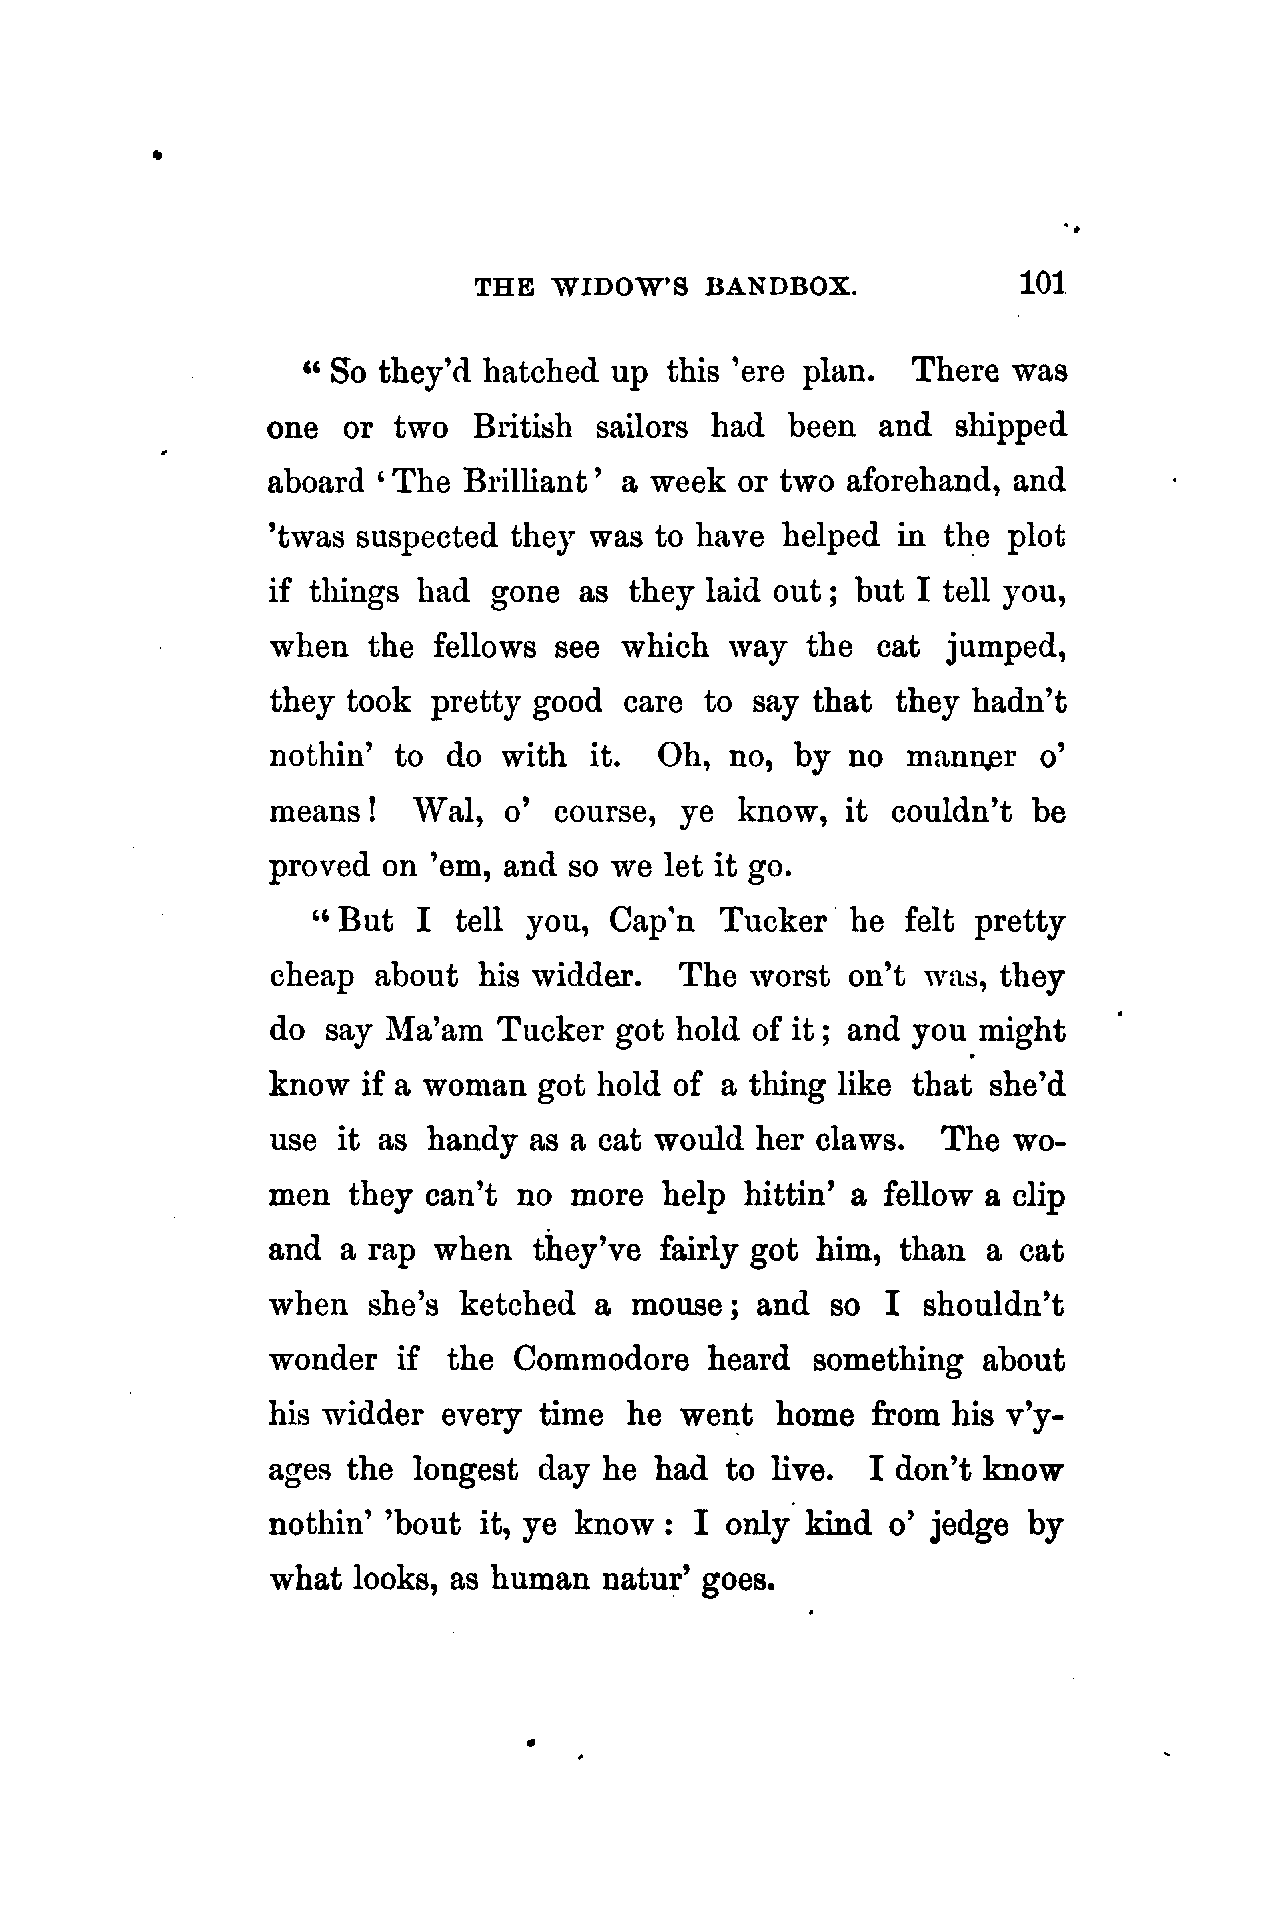 THE WIDOW'S BANDBOX. 101
“ So they'd hatched up this 'ere plan. There was
one or two British sailors had been and shipped
aboard ‘ The Brilliant ’ a week or two aforehand, and
'twas suspected they was to have helped in the plot
if things had gone as they laid out ; but I tell you,
when the fellows see which way the cat jumped,
they took pretty good care to say that they hadn't
nothin' to do with it. Oh, no, by no manner o'
means ! Wal, o' course, ye know, it couldn't be
proved on 'em, and so we let it go.
“ But I tell you, Cap'n Tucker he felt pretty
cheap about his widder. The worst on't was, they
do say Ma'am Tucker got hold of it ; and you might
know if a woman got hold of a thing like that she'd
use it as handy as a cat would her claws. The wo-
men they can't no more help hittin' a fellow a clip
and a rap when they've fairly got him, than a cat
when she's ketched a mouse ; and so I shouldn't
wonder if the Commodore heard something about
his widder every time he went home from his v'y-
ages the longest day he had to live. I don't know
nothin' 'bout it, ye know : I only kind o' jedge by
what looks, as human natur' goes.